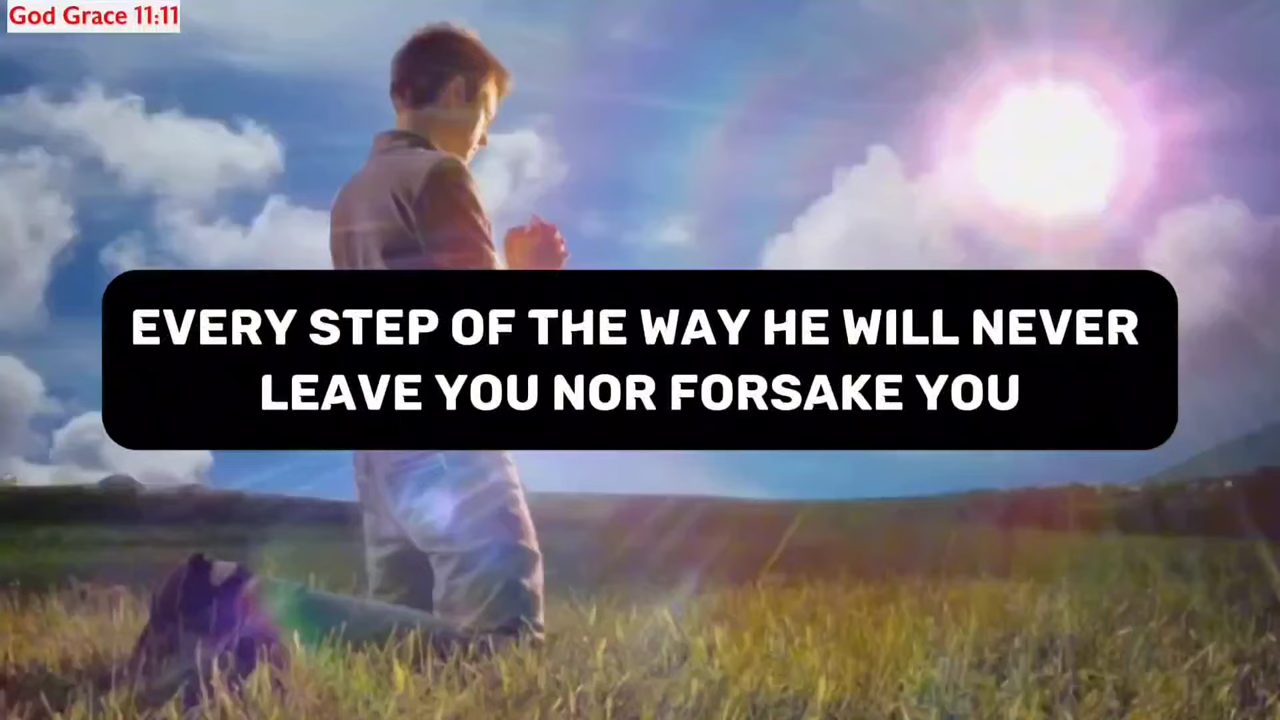 God Grace 11:11
EVERY STEP OF THE WAY HE WILL NEVER
LEAVE YOU NOR FORSAKE YOU